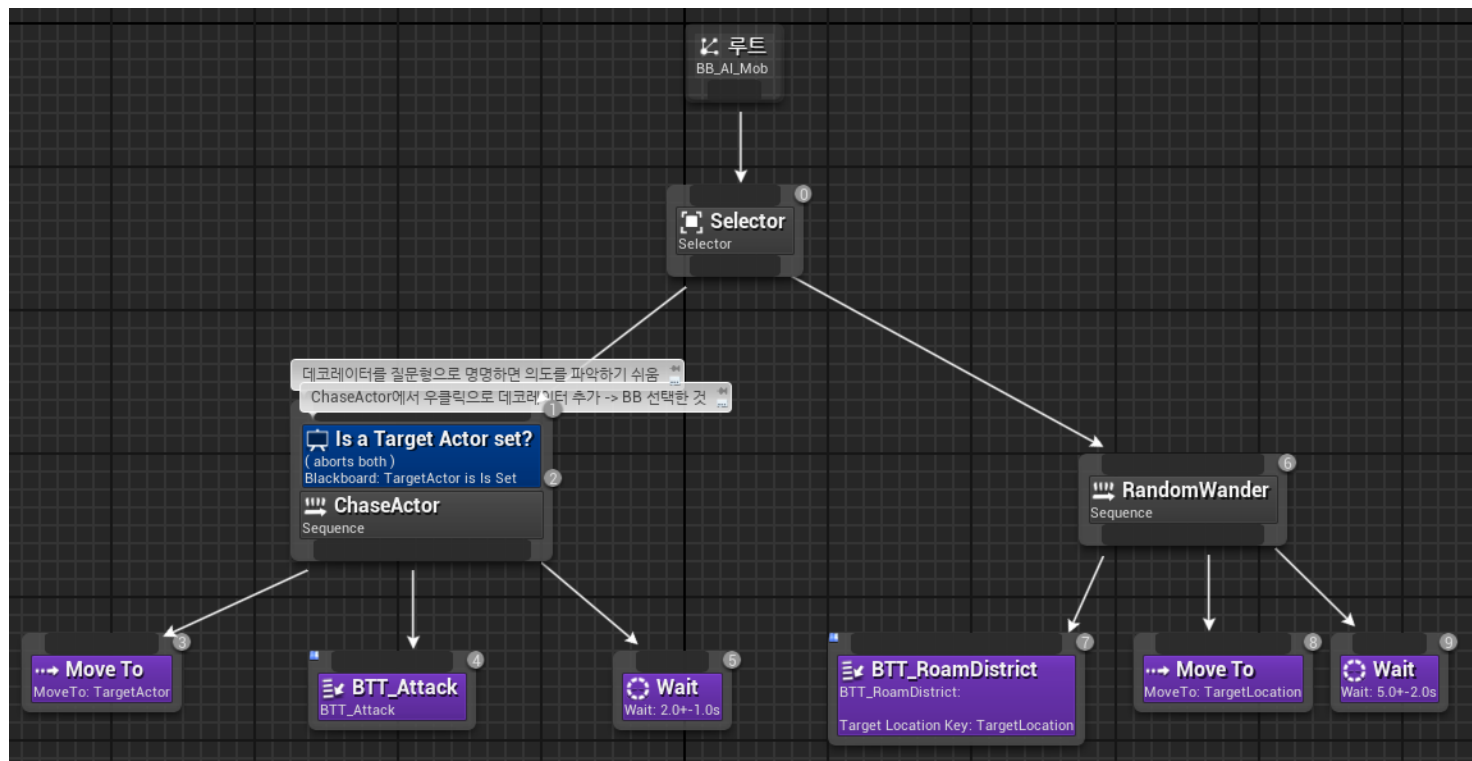 루트
BB_AI_Mob
0
Selector
Selector
데코레이터를 질문형으로 명명하면 의도를 파악하기 쉬움
ChaseActor에서 우클릭으로 데코레이터 추가 -> BB 선택한 것
1
Is a Target Actor set?
( aborts both )
Blackboard: TargetActor is Is Set
2
ChaseActor
Sequence
6
RandomWander
Sequence
3
Move To
MoveTo: TargetActor
4
BTT_Attack
BTT_Attack
5
Wait
Wait: 2.0+-1.0s
7
BTT_RoamDistrict
BTT_RoamDistrict:
Target Location Key: TargetLocation
8
Move To
MoveTo: TargetLocation
9
Wait
Wait: 5.0+-2.0s